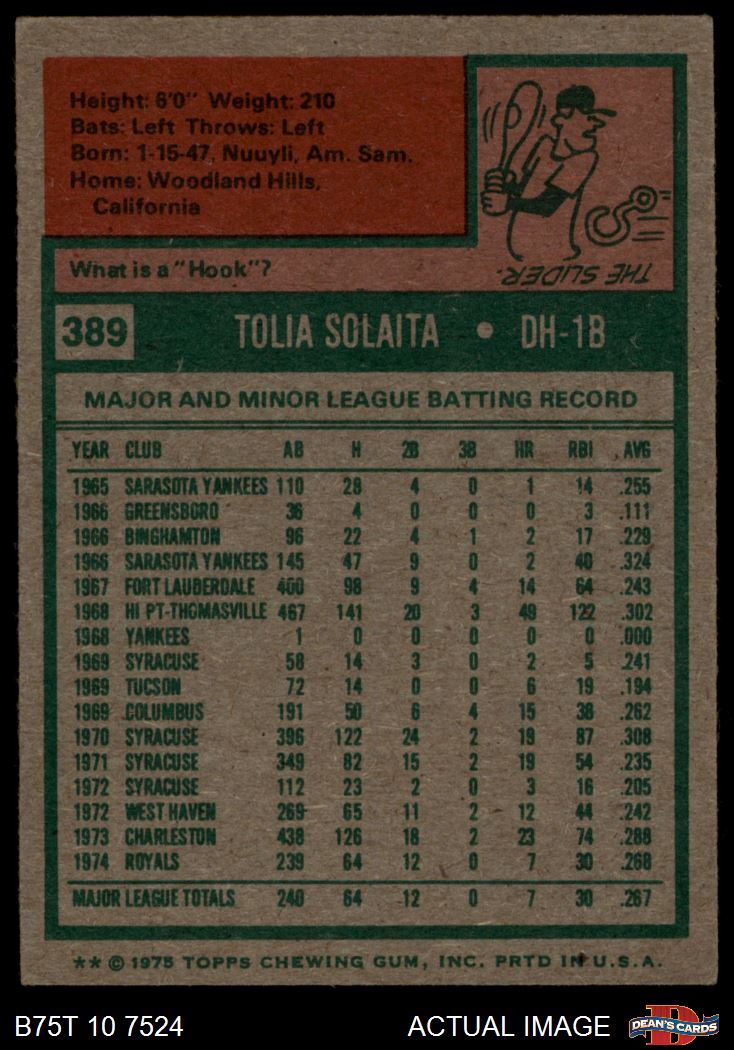 Height: 6'0" Weight: 210
Bats: Left Throws: Left
Born: 1-15-47, Nuuyli, Am. Sam.
Home: Woodland Hills,
California
What is a "Hook"?
THE SLIDER.
389 TOLIA SOLAITA • DH-1B
MAJOR AND MINOR LEAGUE BATTING RECORD
YEAR CLUB AB H 2B 3B HR RBI AVG
1965 SARASOTA YANKEES 110 28 4 0 1 14 .255
1966 GREENSBORO 36 4 0 0 0 3 .111
1966 BINGHAMTON 96 22 4 1 2 17 .229
1966 SARASOTA YANKEES 145 47 9 0 2 40 .324
1967 FORT LAUDERDALE 400 98 9 4 14 64 .243
1968 HI PT-THOMASVILLE 467 141 20 3 49 122 .302
1968 YANKEES 1 0 0 0 0 0 .000
1969 SYRACUSE 58 14 3 0 2 5 .241
1969 TUCSON 72 14 0 0 6 19 .194
1969 COLUMBUS 191 50 6 4 15 38 .262
1970 SYRACUSE 396 122 24 2 19 87 .308
1971 SYRACUSE 349 82 15 2 19 54 .235
1972 SYRACUSE 112 23 2 0 3 16 .205
1972 WEST HAVEN 269 65 11 2 12 44 .242
1973 CHARLESTON 438 126 18 2 23 74 .288
1974 ROYALS 239 64 12 0 7 30 .268
MAJOR LEAGUE TOTALS 240 64 12 0 7 30 .267
** © 1975 TOPPS CHEWING GUM, INC. PRTD IN U.S.A.
B75T 10 7524 ACTUAL IMAGE DEAN'S CARDS